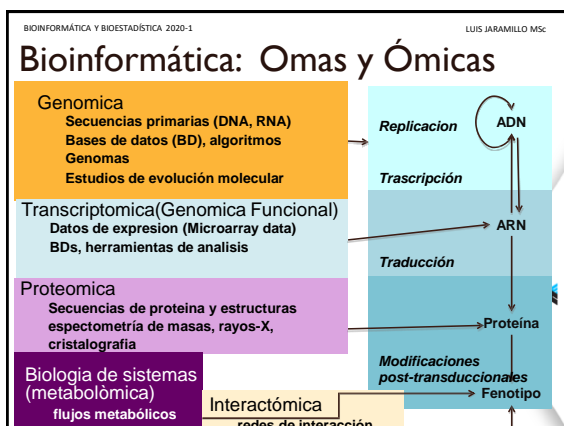 BIOINFORMÁTICA Y BIOESTADÍSTICA 2020-1
LUIS JARAMILLO MSc
Bioinformática: Omas y Ómicas
Genomica
Secuencias primarias (DNA, RNA)
Bases de datos (BD), algoritmos
Genomas
Estudios de evolución molecular
Replicacion
ADN
Trascripción
Transcriptomica(Genomica Funcional)
Datos de expresion (Microarray data)
BDs, herramientas de analisis
ARN
Traducción
Proteomica
Secuencias de proteina y estructuras
espectometría de masas, rayos-X,
cristalografia
Proteína
Modificaciones
post-transduccionales
Fenotipo
Biologia de sistemas
(metabolòmica)
flujos metabólicos
Interactómica
redes de interacción